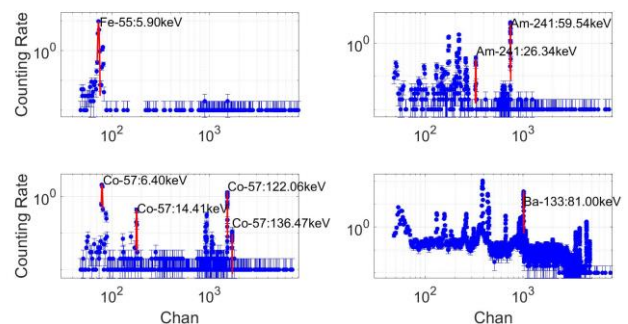 Fe-55:5.90keV
Counting Rate
10^0
10^2
10^3
Am-241:59.54keV
Am-241:26.34keV
10^0
10^2
10^3
Co-57:6.40keV
Co-57:122.06keV
Co-57:14.41keV
Co-57:136.47keV
Counting Rate
10^0
10^2
10^3
Chan
Ba-133:81.00keV
10^0
10^2
10^3
Chan